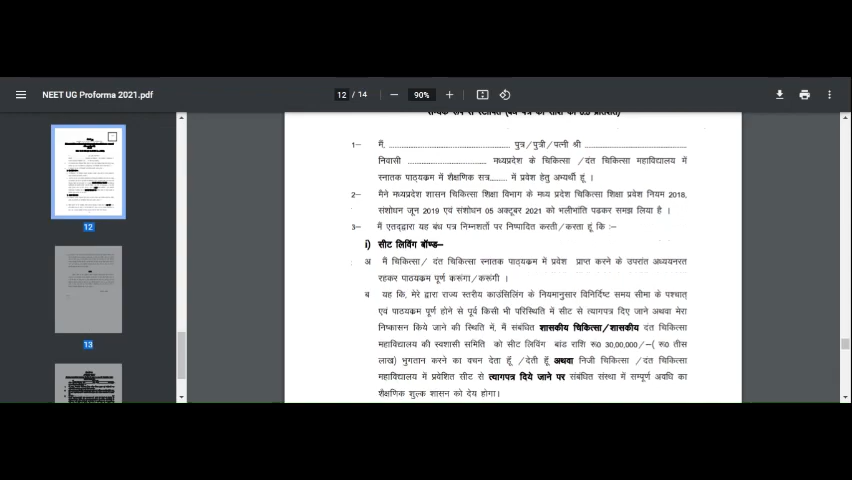 NEET UG Proforma 2021.pdf
12 / 14
90%
12
13
1— मैं, ............................................................. पुत्र/पुत्री/पत्नी श्री ...................................................
निवासी ....................................... मध्यप्रदेश के चिकित्सा /दंत चिकित्सा महाविद्यालय में
स्नातक पाठ्यक्रम में शैक्षणिक सत्र......... में प्रवेश हेतु अभ्यर्थी हूं ।
2— मैने मध्यप्रदेश शासन चिकित्सा शिक्षा विभाग के मध्य प्रदेश चिकित्सा शिक्षा प्रवेश नियम 2018,
संशोधन जून 2019 एवं संशोधन 05 अक्टूबर 2021 को भलीभांति पढकर समझ लिया है ।
3— मैं एतद्द्वारा यह बंध पत्र निम्नशर्तो पर निष्पादित करती/करता हूं कि :—
i) सीट लिविंग बॉण्ड—
अ मैं चिकित्सा/ दंत चिकित्सा स्नातक पाठ्यक्रम में प्रवेश प्राप्त करने के उपरांत अध्ययनरत
रहकर पाठयक्रम पूर्ण करूंगा/करूंगी ।
ब यह कि, मेरे द्वारा राज्य स्तरीय काउंसिलिंग के नियमानुसार विनिर्दिष्ट समय सीमा के पश्चात्
एवं पाठयक्रम पूर्ण होने से पूर्व किसी भी परिस्थिति में सीट से त्यागपत्र दिए जाने अथवा मेरा
निष्कासन किये जाने की स्थिति में, मैं संबंधित शासकीय चिकित्सा/शासकीय दंत चिकित्सा
महाविद्यालय की स्वशासी समिति को सीट लिविंग बांड राशि रू0 30,00,000/—( रू0 तीस
लाख) भुगतान करने का वचन देता हूँ /देती हूँ अथवा निजी चिकित्सा /दंत चिकित्सा
महाविद्यालय में प्रवेशित सीट से त्यागपत्र दिये जाने पर संबंधित संस्था में सम्पूर्ण अवधि का
शैक्षणिक शुल्क शासन को देय होगा।